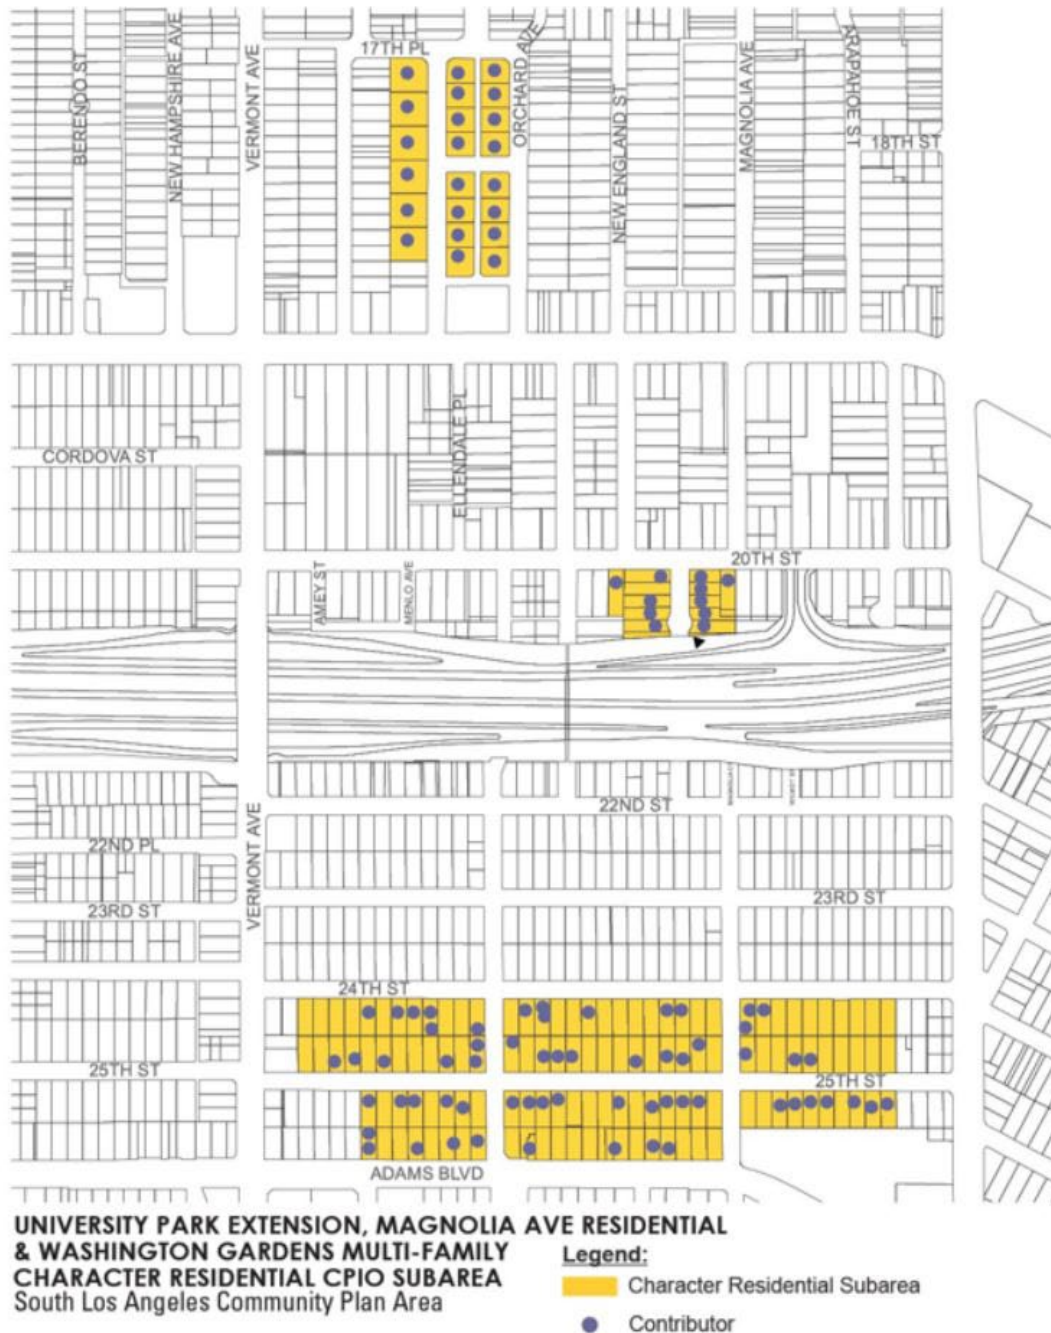 17TH PL
BERENDO ST
NEW HAMPSHIRE AVE
VERMONT AVE
ORCHARD AVE
NEW ENGLAND ST
MAGNOLIA AVE
ARAPAHOE ST
18TH ST
CORDOVA ST
ELLENDALE PL
20TH ST
AMEY ST
MENLO AVE
22ND ST
22ND PL
VERMONT AVE
23RD ST
23RD ST
24TH ST
25TH ST
25TH ST
ADAMS BLVD
UNIVERSITY PARK EXTENSION, MAGNOLIA AVE RESIDENTIAL
& WASHINGTON GARDENS MULTI-FAMILY
CHARACTER RESIDENTIAL CPIO SUBAREA
South Los Angeles Community Plan Area
Legend:
Character Residential Subarea
Contributor